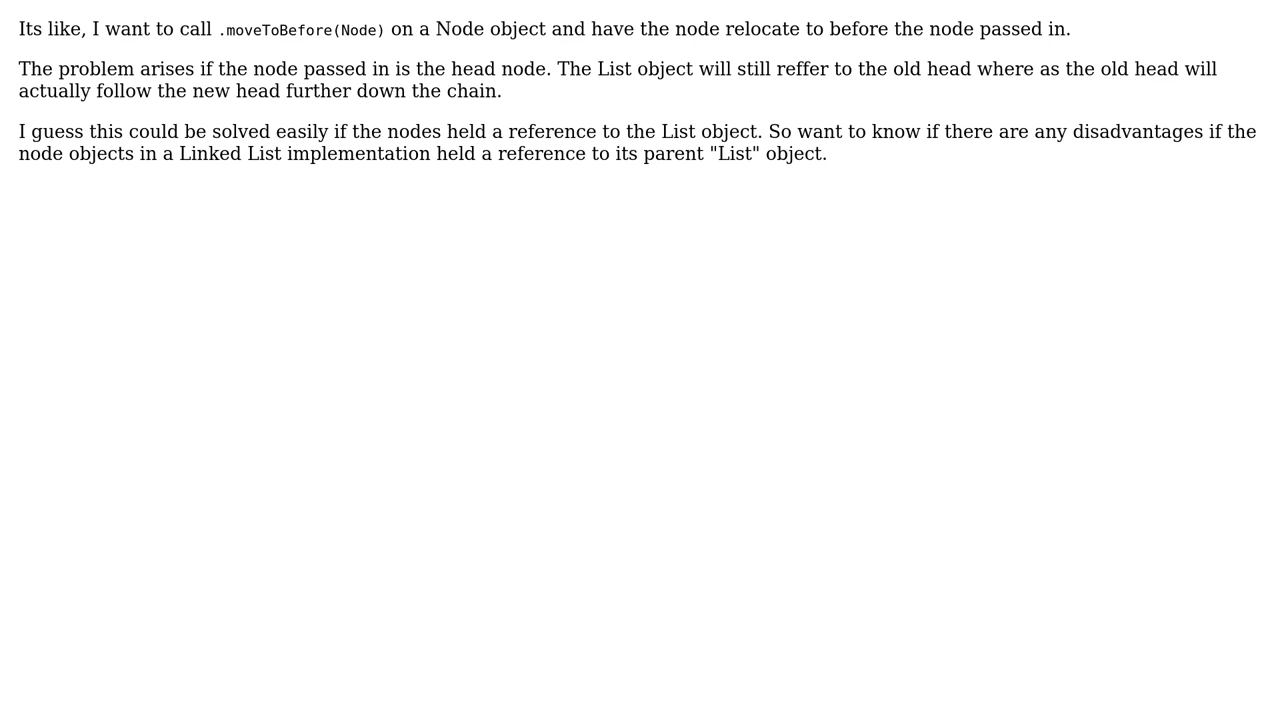 Its like, I want to call .moveToBefore(Node) on a Node object and have the node relocate to before the node passed in.
The problem arises if the node passed in is the head node. The List object will still reffer to the old head where as the old head will
actually follow the new head further down the chain.
I guess this could be solved easily if the nodes held a reference to the List object. So want to know if there are any disadvantages if the
node objects in a Linked List implementation held a reference to its parent "List" object.